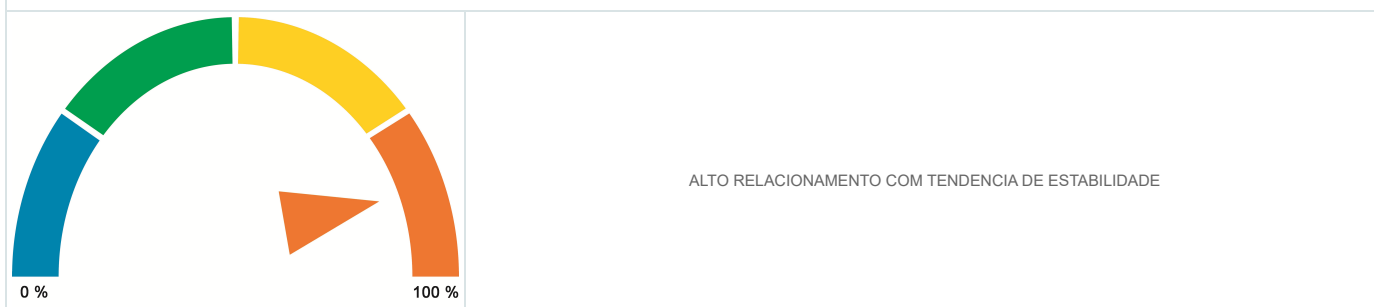 ALTO RELACIONAMENTO COM TENDENCIA DE ESTABILIDADE
0 %
100 %